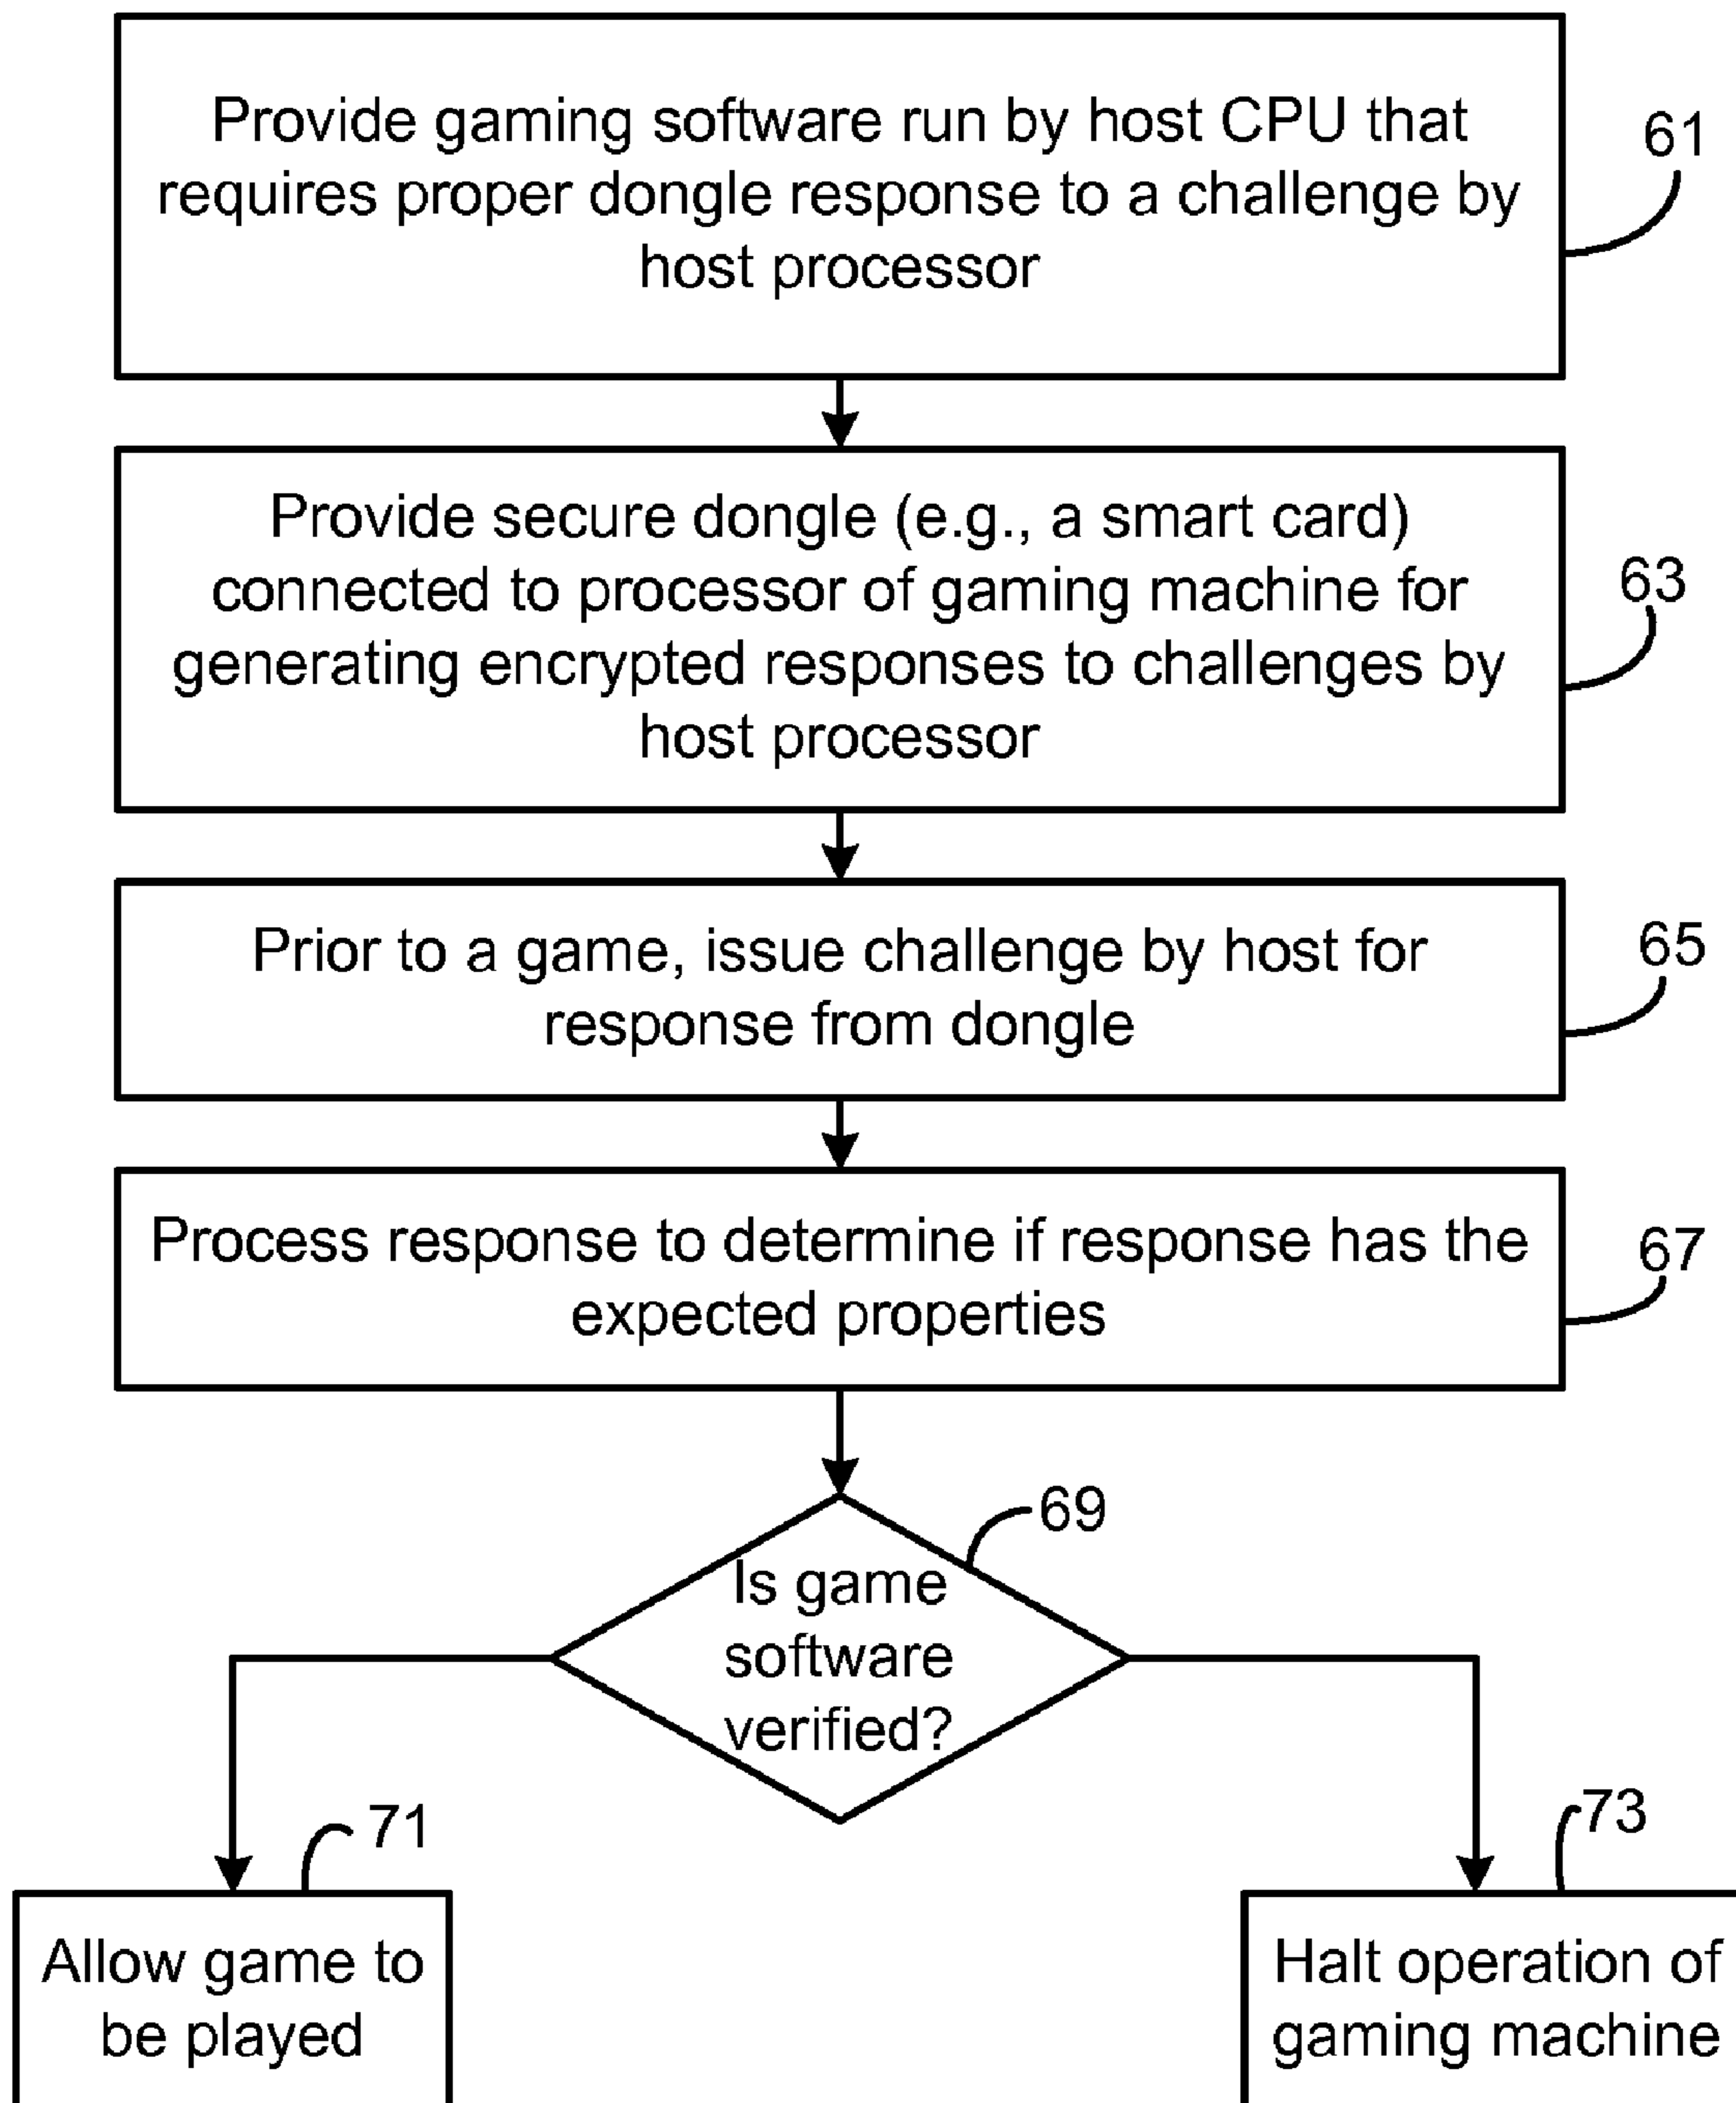 Provide gaming software run by host CPU that
requires proper dongle response to a challenge by
host processor
61
Provide secure dongle (e.g., a smart card)
connected to processor of gaming machine for
generating encrypted responses to challenges by
host processor
63
Prior to a game, issue challenge by host for
response from dongle
65
Process response to determine if response has the
expected properties
67
69
Is game
software
verified?
71
Allow game to
be played
73
Halt operation of
gaming machine